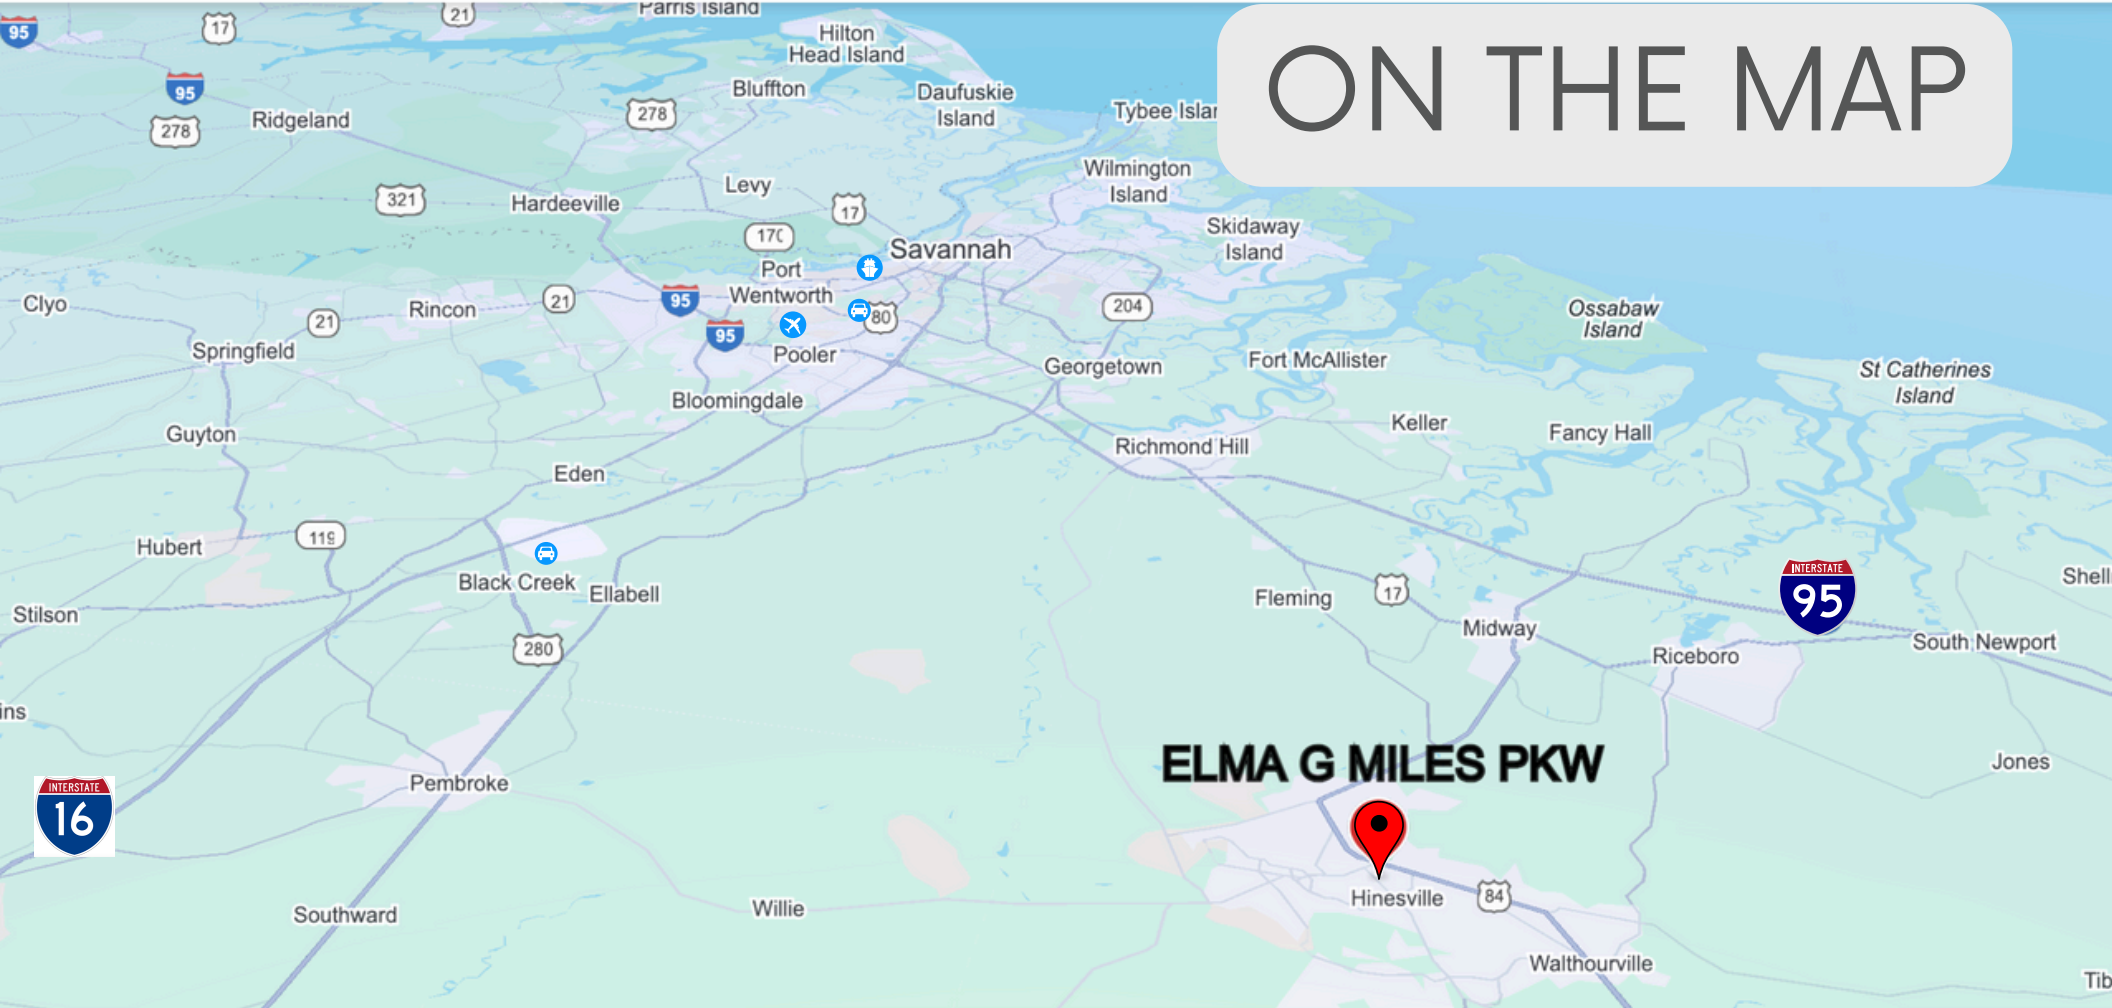 Parris Island
95
17
21
Hilton
Head Island
ON THE MAP
95
278
Ridgeland
278
Bluffton
Daufuskie
Island
Tybee Islan
Wilmington
Island
321
Hardeeville
Levy
17
170
Skidaway
Island
Savannah
Port
Wentworth
Clyo
21
Rincon
21
95
95
80
204
Ossabaw
Island
Springfield
Pooler
Georgetown
Fort McAllister
St Catherines
Island
Bloomingdale
Guyton
Richmond Hill
Keller
Fancy Hall
Eden
Hubert
119
Black Creek
Ellabell
Fleming
17
INTERSTATE
95
Shell
Stilson
280
Midway
Riceboro
South Newport
ins
ELMA G MILES PKW
Jones
INTERSTATE
16
Pembroke
Southward
Willie
Hinesville
84
Walthourville
Tib